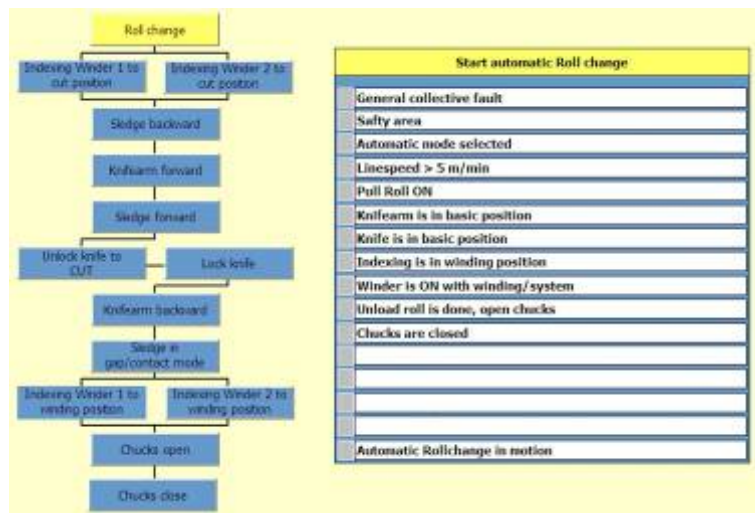 Roll change
Indexing Winder 1 to
cut position
Indexing Winder 2 to
cut position
Sledge backward
Knifearm forward
Sledge forward
Unlock knife to
CUT
Lock knife
Knifearm backward
Sledge in
gap/contact mode
Indexing Winder 1 to
winding position
Indexing Winder 2 to
winding position
Chucks open
Chucks close
Start automatic Roll change
General collective fault
Safty area
Automatic mode selected
Linespeed > 5 m/min
Pull Roll ON
Knifearm is in basic position
Knife is in basic position
Indexing is in winding position
Winder is ON with winding/system
Unload roll is done, open chucks
Chucks are closed
Automatic Rollchange in motion